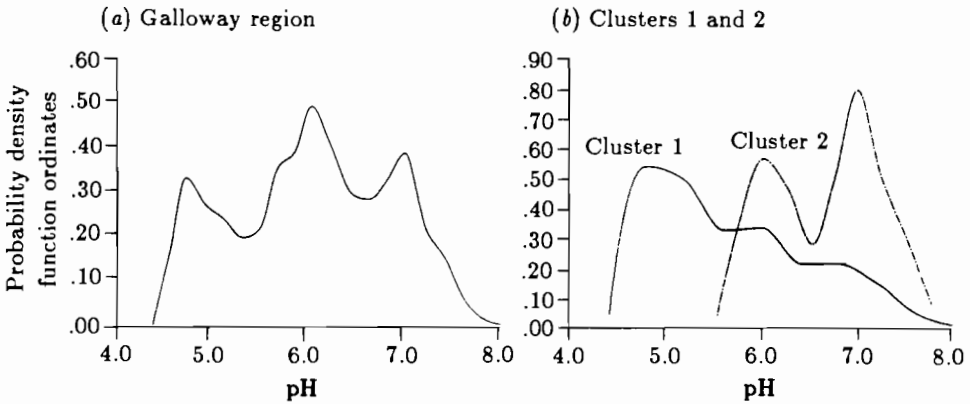 (a) Galloway region
Probability density
function ordinates
.60
.50
.40
.30
.20
.10
.00
4.0 5.0 6.0 7.0 8.0
pH
(b) Clusters 1 and 2
.90
.80
.70
.60
.50
.40
.30
.20
.10
.00
Cluster 1
Cluster 2
4.0 5.0 6.0 7.0 8.0
pH